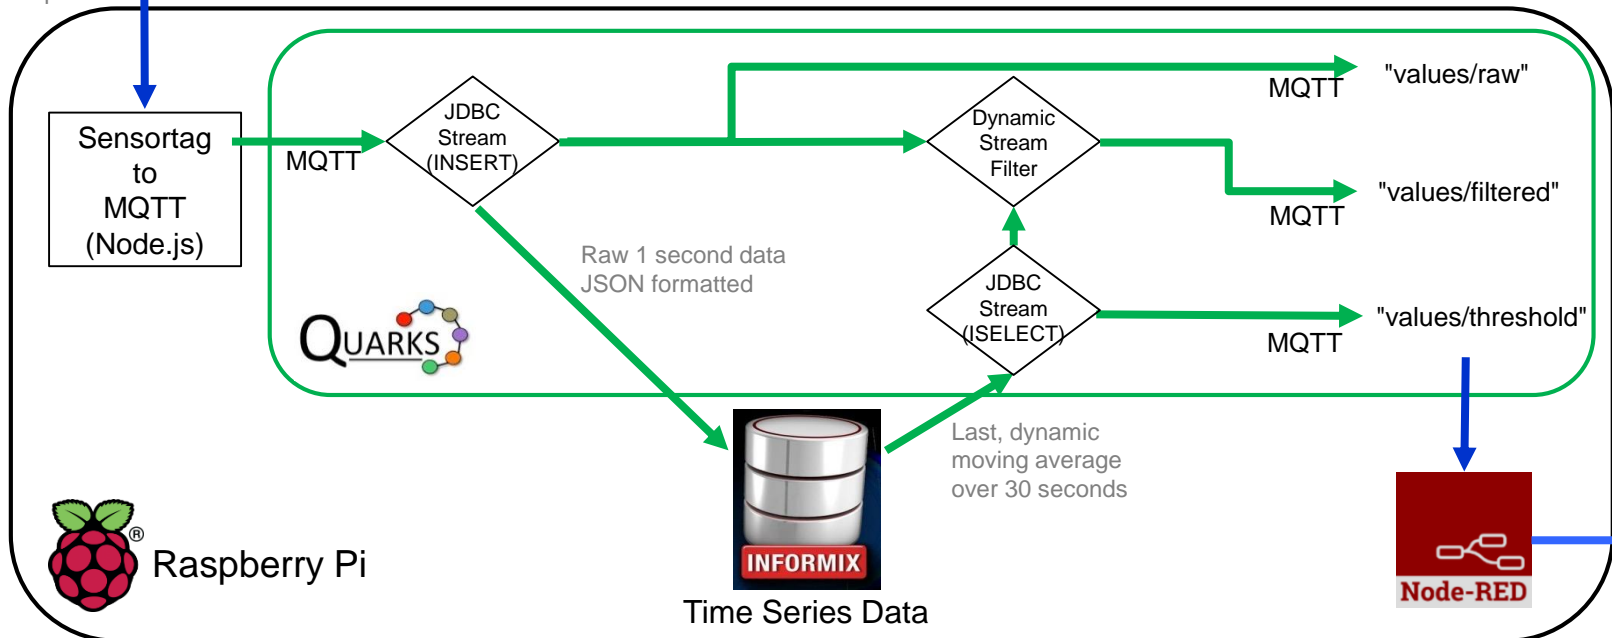 Sensortag
to
MQTT
(Node.js)
MQTT
JDBC
Stream
(INSERT)
Dynamic
Stream
Filter
MQTT
"values/raw"
MQTT
"values/filtered"
Raw 1 second data
JSON formatted
JDBC
Stream
(ISELECT)
MQTT
"values/threshold"
QUARKS
Last, dynamic
moving average
over 30 seconds
INFORMIX
Time Series Data
®
Raspberry Pi
Node-RED